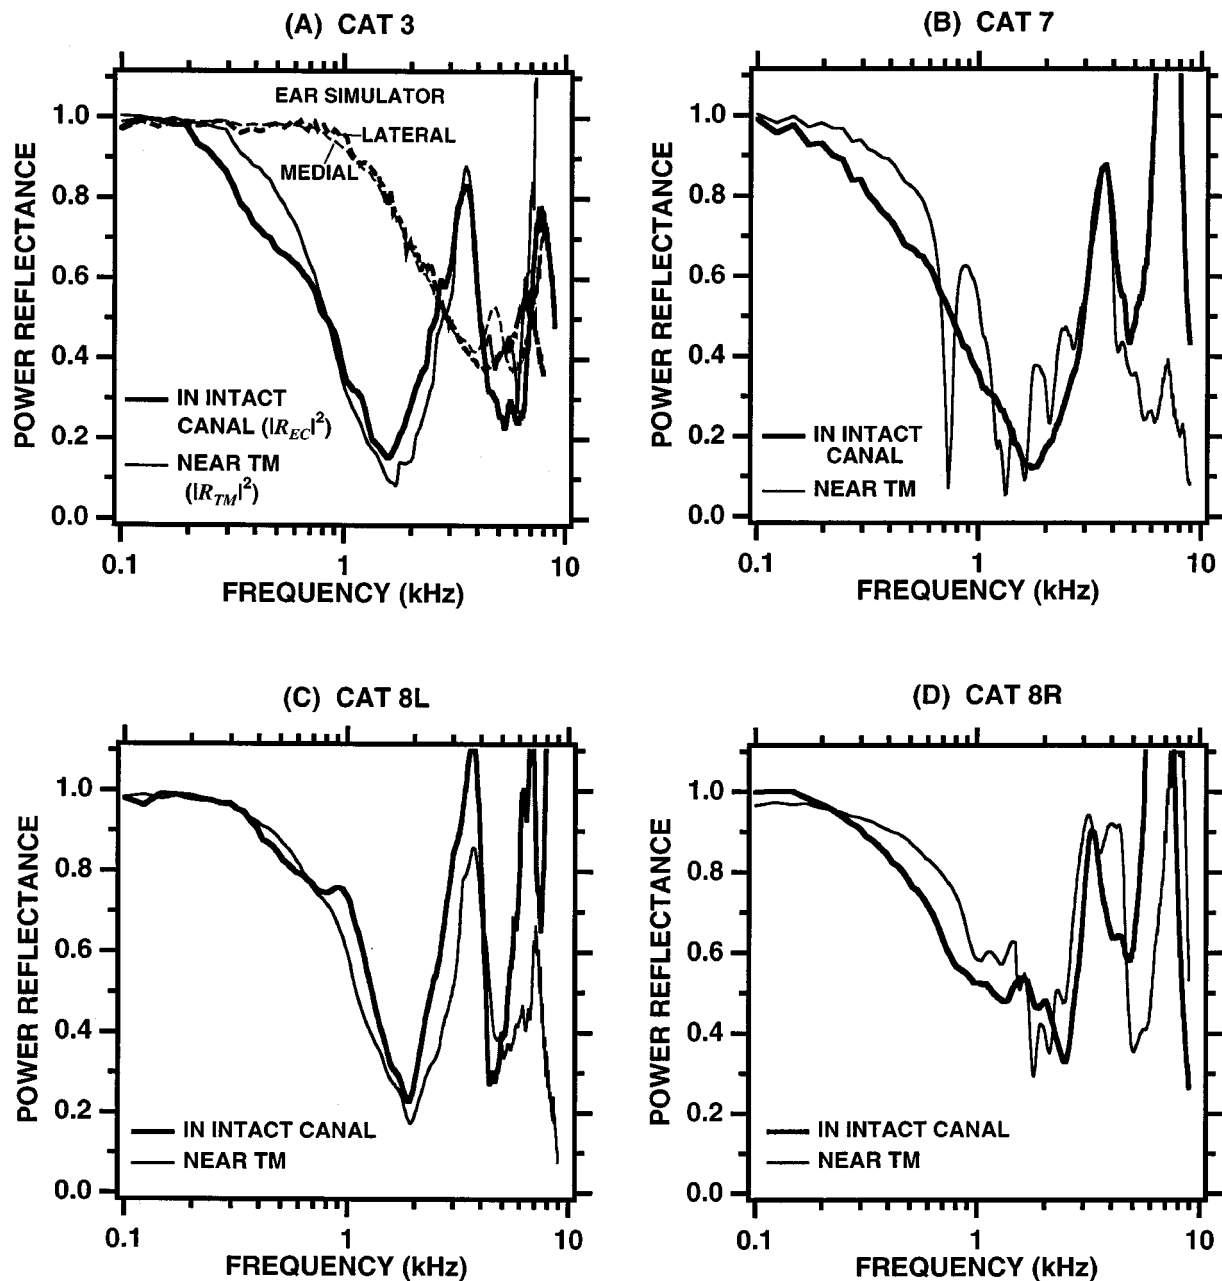 (A) CAT 3
1.0
0.8
0.6
0.4
0.2
0.0
POWER REFLECTANCE
EAR SIMULATOR
LATERAL
MEDIAL
IN INTACT
CANAL (|R_EC|²)
NEAR TM
(|R_TM|²)
0.1
1
10
FREQUENCY (kHz)
(B) CAT 7
1.0
0.8
0.6
0.4
0.2
0.0
POWER REFLECTANCE
IN INTACT
CANAL
NEAR TM
0.1
1
10
FREQUENCY (kHz)
(C) CAT 8L
1.0
0.8
0.6
0.4
0.2
0.0
POWER REFLECTANCE
IN INTACT CANAL
NEAR TM
0.1
1
10
FREQUENCY (kHz)
(D) CAT 8R
1.0
0.8
0.6
0.4
0.2
0.0
POWER REFLECTANCE
IN INTACT CANAL
NEAR TM
0.1
1
10
FREQUENCY (kHz)